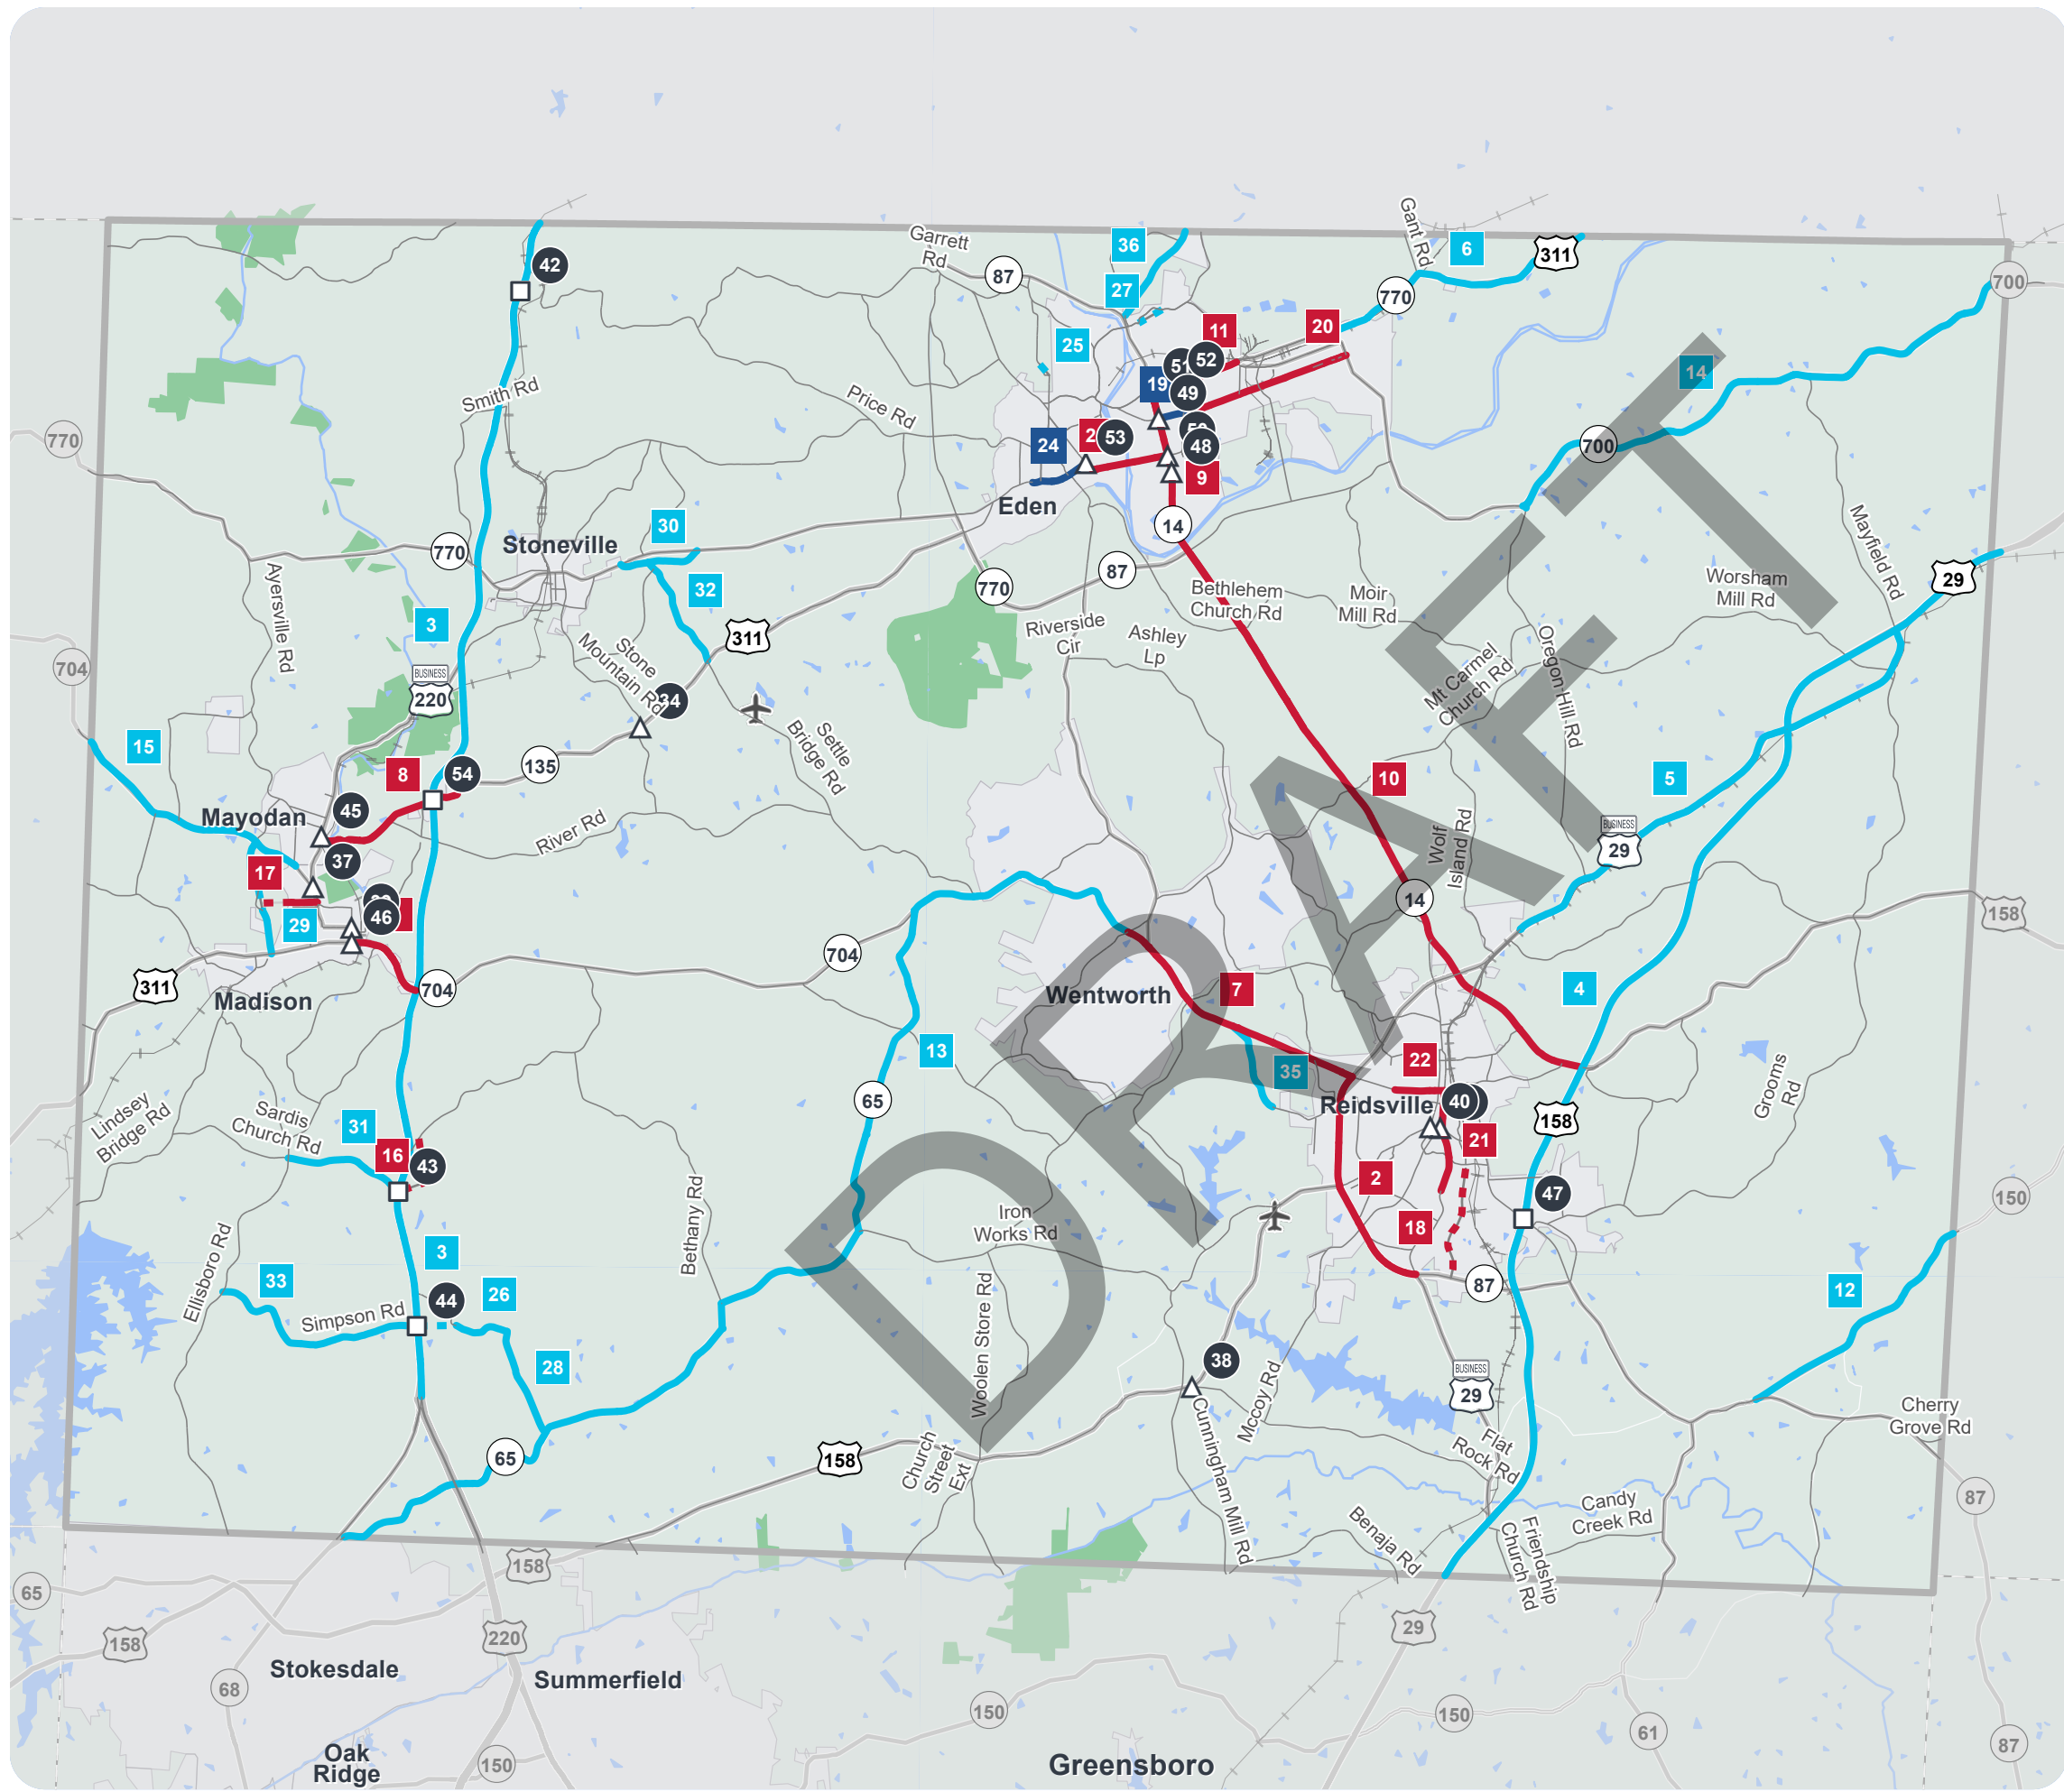 42
Garrett
Rd
87
36
27
Gant Rd
6
311
770
700
25
11
20
51
52
19
49
14
Smith Rd
Price Rd
770
24
53
48
9
700
Eden
14
Mayfield Rd
30
Stoneville
770
Ayersville Rd
32
3
770
87
Bethlehem
Church Rd
Moir
Mill Rd
Worsham
Mill Rd
29
Riverside
Cir
Ashley
Lp
311
Stone
Mountain Rd
34
704
BUSINESS
220
Mt Carmel
Church Rd
Oregon Hill Rd
15
Settle
Bridge Rd
8
54
135
10
5
45
Mayodan
River Rd
Wolf
Island Rd
BUSINESS
29
37
17
14
46
29
704
158
311
704
Madison
Wentworth
7
4
13
22
35
65
Reidsville
40
158
Grooms
Rd
Lindsey
Bridge Rd
Sardis
Church Rd
31
16
43
21
2
47
150
Bethany Rd
Iron
Works Rd
18
3
33
Ellisboro Rd
26
44
Simpson Rd
87
12
Woolen Store Rd
28
38
Mccoy Rd
BUSINESS
29
Cherry
Grove Rd
65
158
Church
Street
Ext
Cunningham Mill Rd
Flat
Rock Rd
87
Candy
Creek Rd
Benaja Rd
Friendship
Church Rd
65
158
158
220
29
Stokesdale
Summerfield
68
150
150
61
87
Oak
Ridge
150
Greensboro
DRAFT